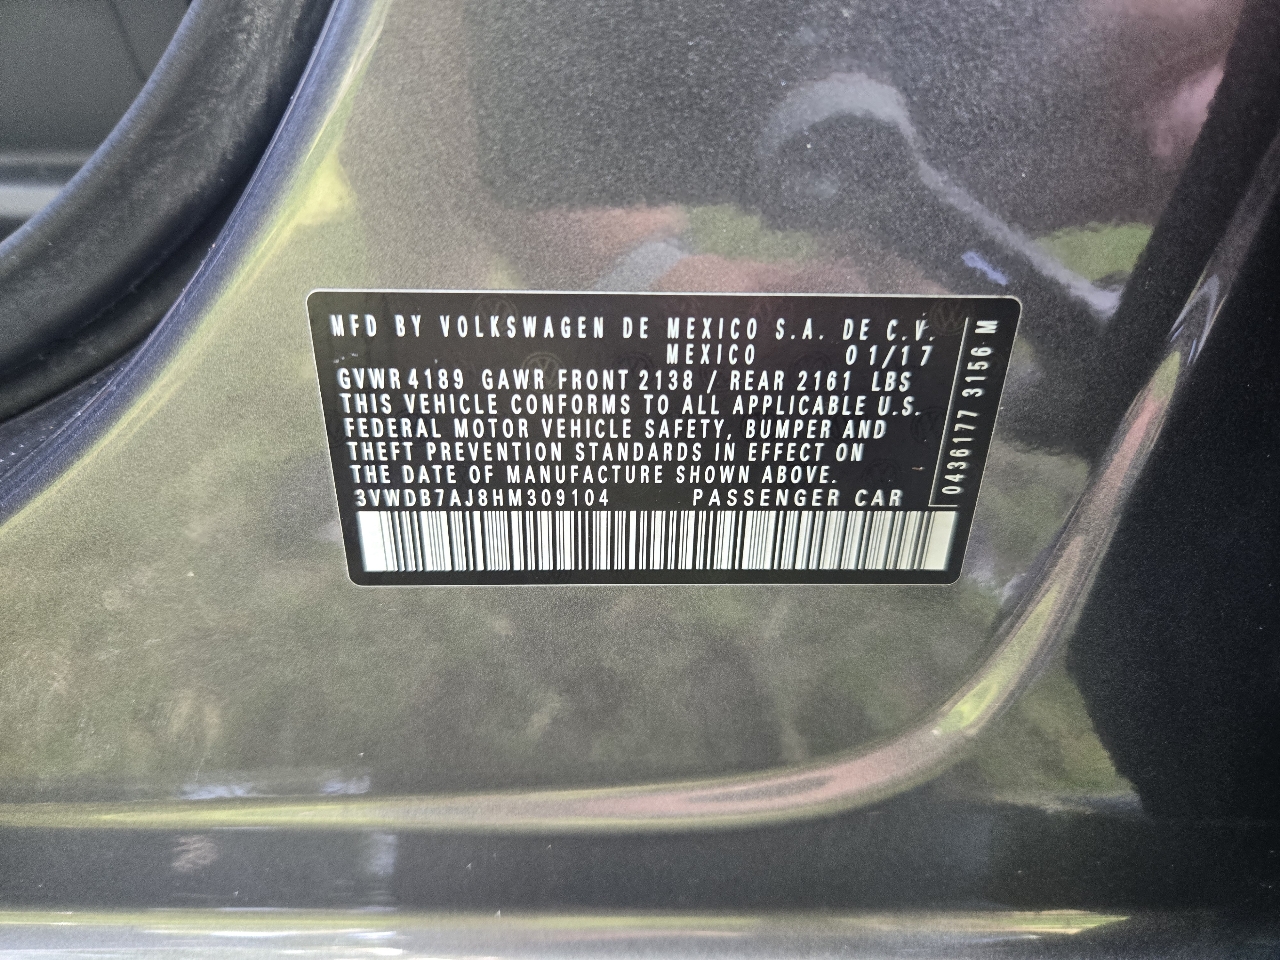 MFD BY VOLKSWAGEN DE MEXICO S.A. DE C.V.
MEXICO 01/17
GVWR 4189 GAWR FRONT 2138 / REAR 2161 LBS
THIS VEHICLE CONFORMS TO ALL APPLICABLE U.S.
FEDERAL MOTOR VEHICLE SAFETY, BUMPER AND
THEFT PREVENTION STANDARDS IN EFFECT ON
THE DATE OF MANUFACTURE SHOWN ABOVE.
3VWDB7AJ8HM309104 PASSENGER CAR
0436177 3156 M